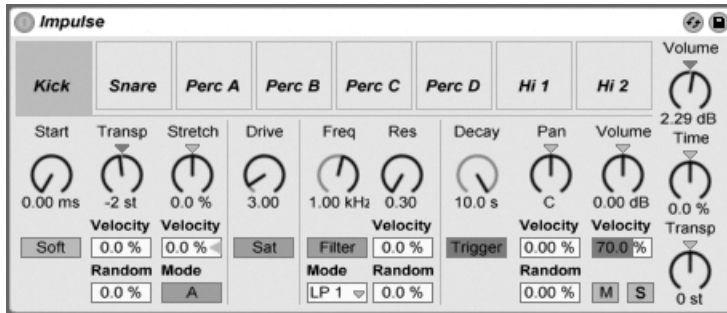 Impulse
Volume
Kick Snare Perc A Perc B Perc C Perc D Hi 1 Hi 2
2.29 dB
Start Transp Stretch Drive Freq Res Decay Pan Volume Time
0.00 ms -2 st 0.0 % 3.00 1.00 kHz 0.30 10.0 s C 0.00 dB 0.0 %
Velocity Velocity Velocity Velocity Velocity Transp
Soft 0.0 % 0.0 % Sat Filter 0.0 % Trigger 0.00 % 70.0 %
Random Mode Mode Random Random
0.0 % A LP 1 0.0 % 0.00 % M S 0 st